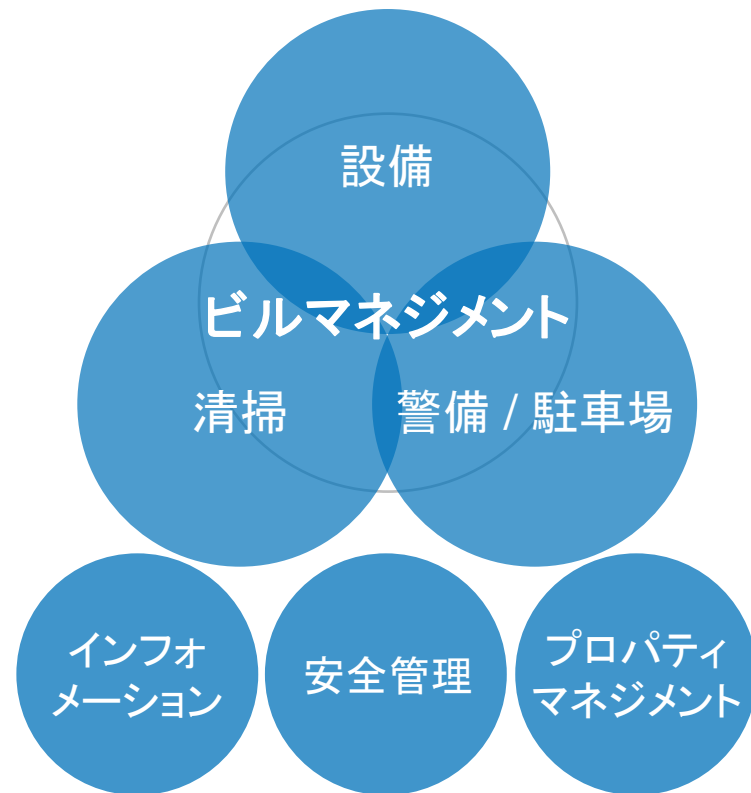 設備
ビルマネジメント
清掃
警備 / 駐車場
インフォ
メーション
安全管理
プロパティ
マネジメント